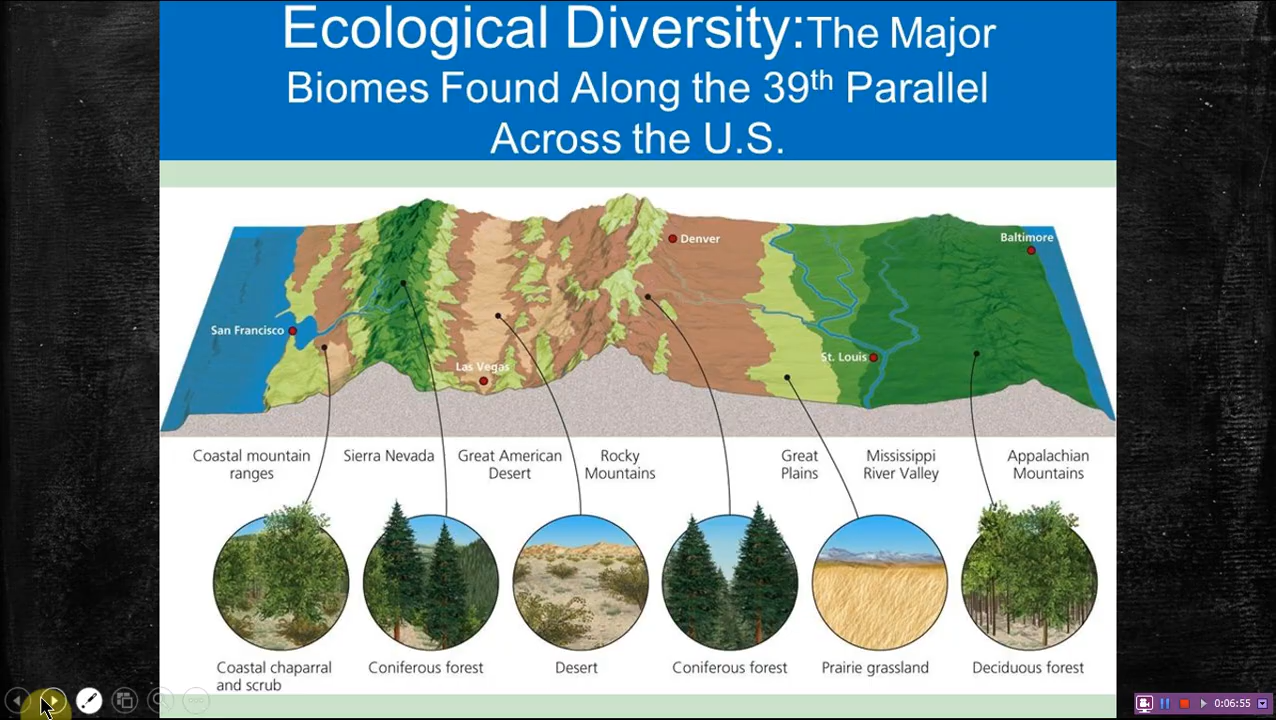 Ecological Diversity:The Major
Biomes Found Along the 39th Parallel
Across the U.S.
Denver
Baltimore
San Francisco
St. Louis
Las Vegas
Coastal mountain
ranges
Sierra Nevada
Great American
Desert
Rocky
Mountains
Great
Plains
Mississippi
River Valley
Appalachian
Mountains
Coastal chaparral
and scrub
Coniferous forest
Desert
Coniferous forest
Prairie grassland
Deciduous forest
0:06:55